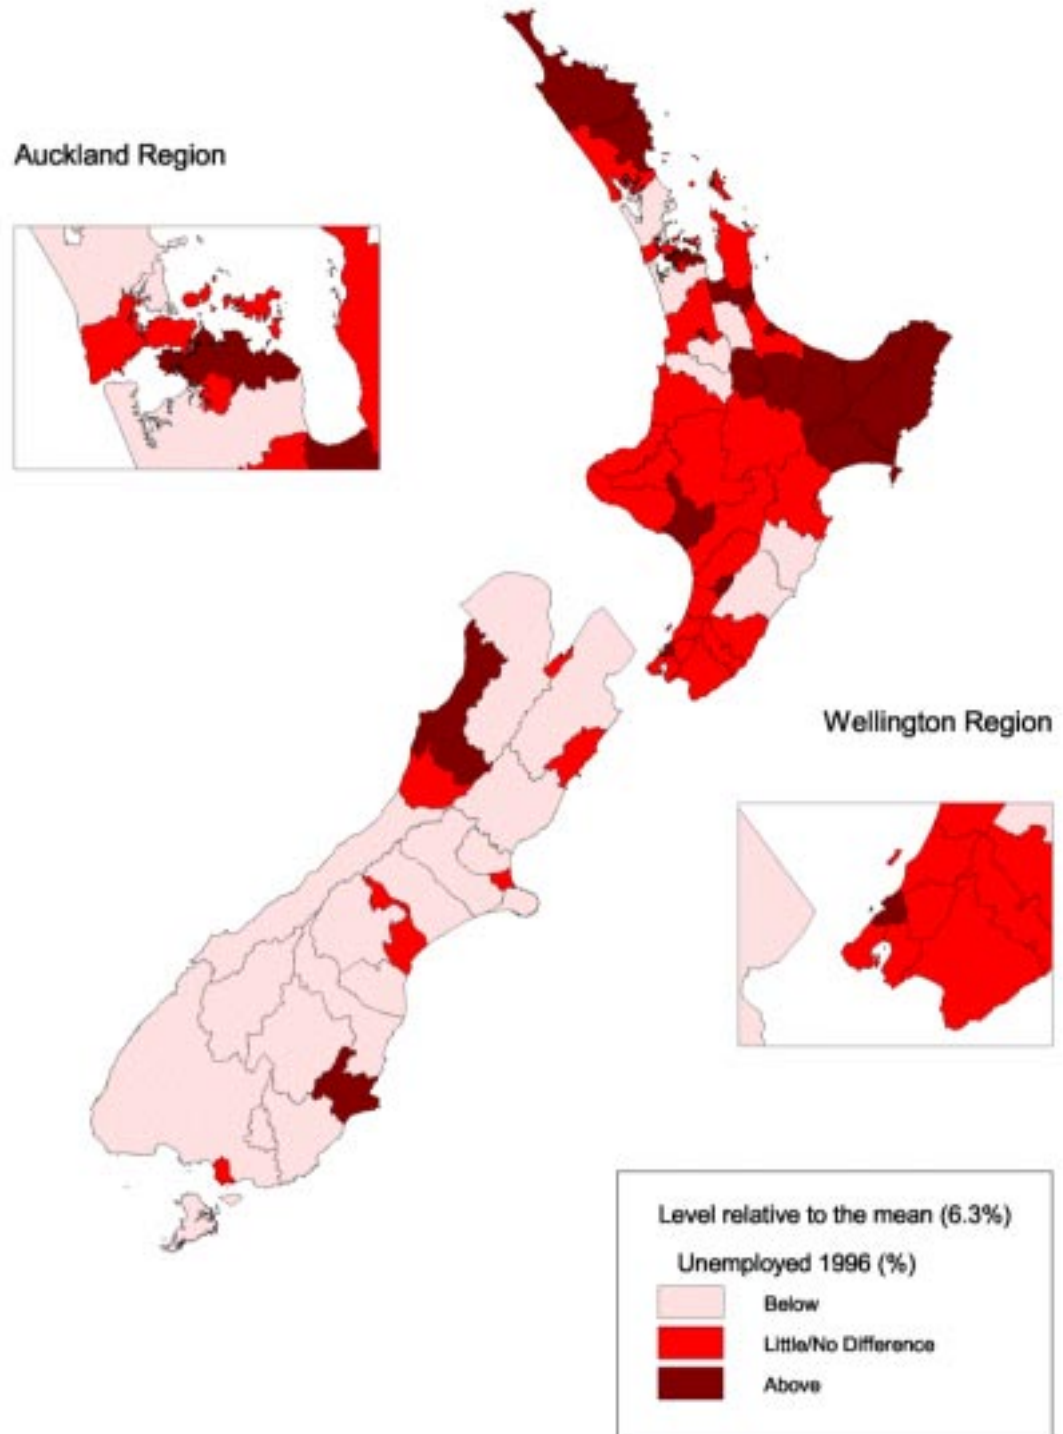 Auckland Region
Wellington Region
Level relative to the mean (6.3%)
Unemployed 1996 (%)
Below
Little/No Difference
Above